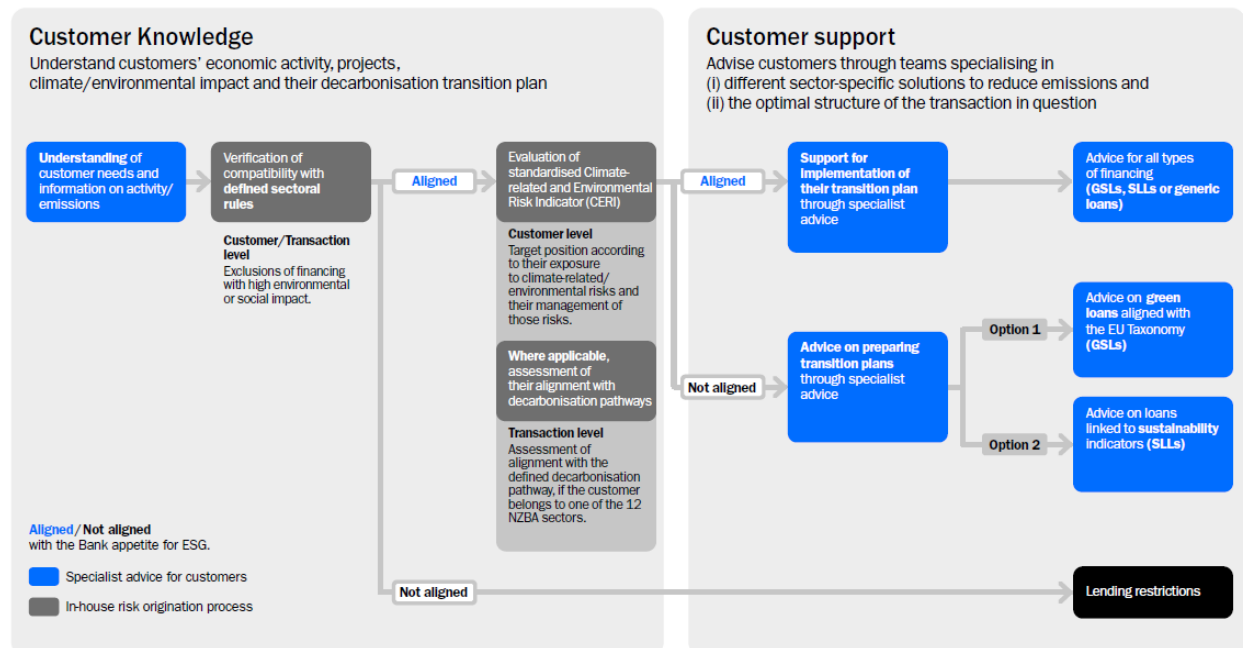 Customer Knowledge
Understand customers' economic activity, projects,
climate/environmental impact and their decarbonisation transition plan
Understanding of
customer needs and
information on activity/
emissions
Verification of
compatibility with
defined sectoral
rules
Customer/Transaction
level
Exclusions of financing
with high environmental
or social impact.
Aligned
Evaluation of
standardised Climate-
related and Environmental
Risk Indicator (CERI)
Customer level
Target position according
to their exposure
to climate-related/
environmental risks and
their management of
those risks.
Where applicable,
assessment of
their alignment with
decarbonisation pathways
Transaction level
Assessment of
alignment with the
defined decarbonisation
pathway, if the customer
belongs to one of the 12
NZBA sectors.
Aligned/Not aligned
with the Bank appetite for ESG.
Specialist advice for customers
In-house risk origination process
Not aligned
Customer support
Advise customers through teams specialising in
(i) different sector-specific solutions to reduce emissions and
(ii) the optimal structure of the transaction in question
Aligned
Support for
implementation of
their transition plan
through specialist
advice
Advice for all types
of financing
(GSLs, SLLs or generic
loans)
Not aligned
Advice on preparing
transition plans
through specialist
advice
Option 1
Advice on green
loans aligned with
the EU Taxonomy
(GSLs)
Option 2
Advice on loans
linked to sustainability
indicators (SLLs)
Lending restrictions